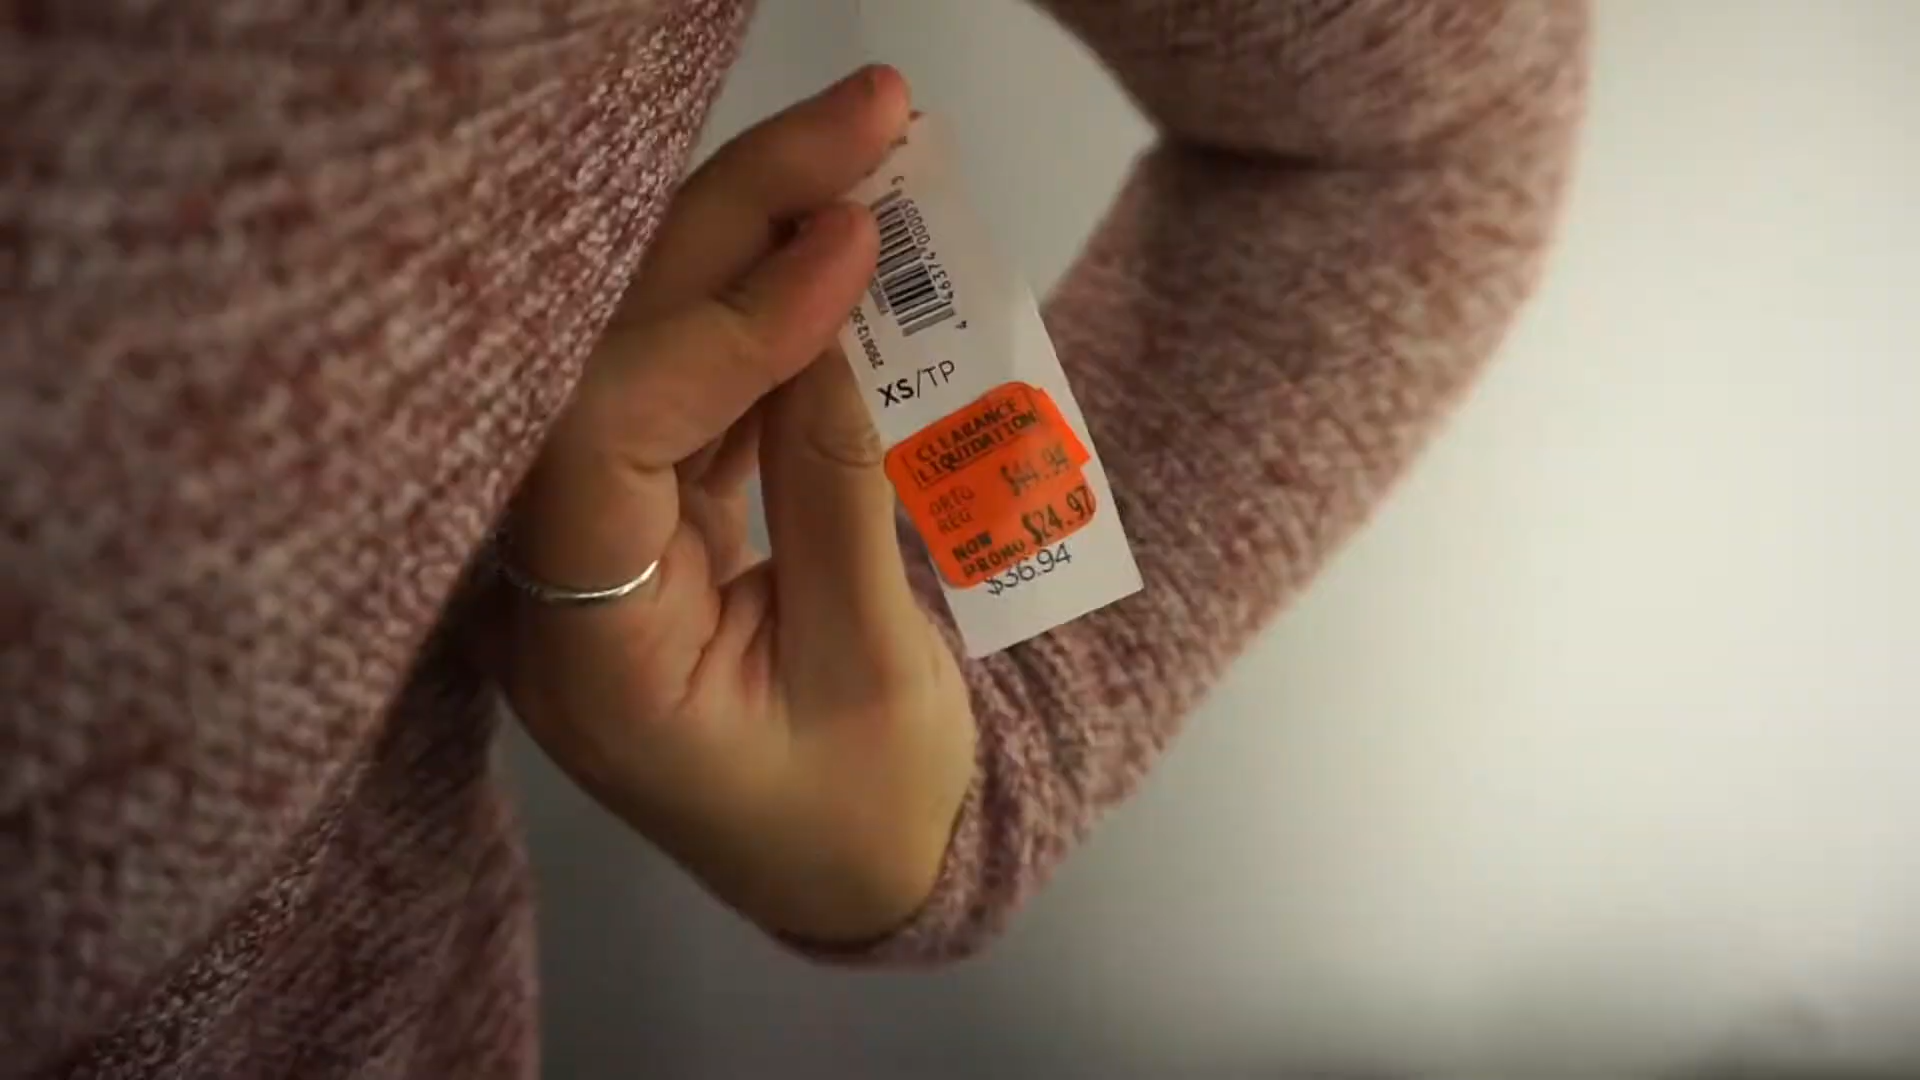 XS/TP
CLEARANCE
LIQUIDATION
ORIG
REG
$44.94
NOW
PROMO
$24.97
$36.94